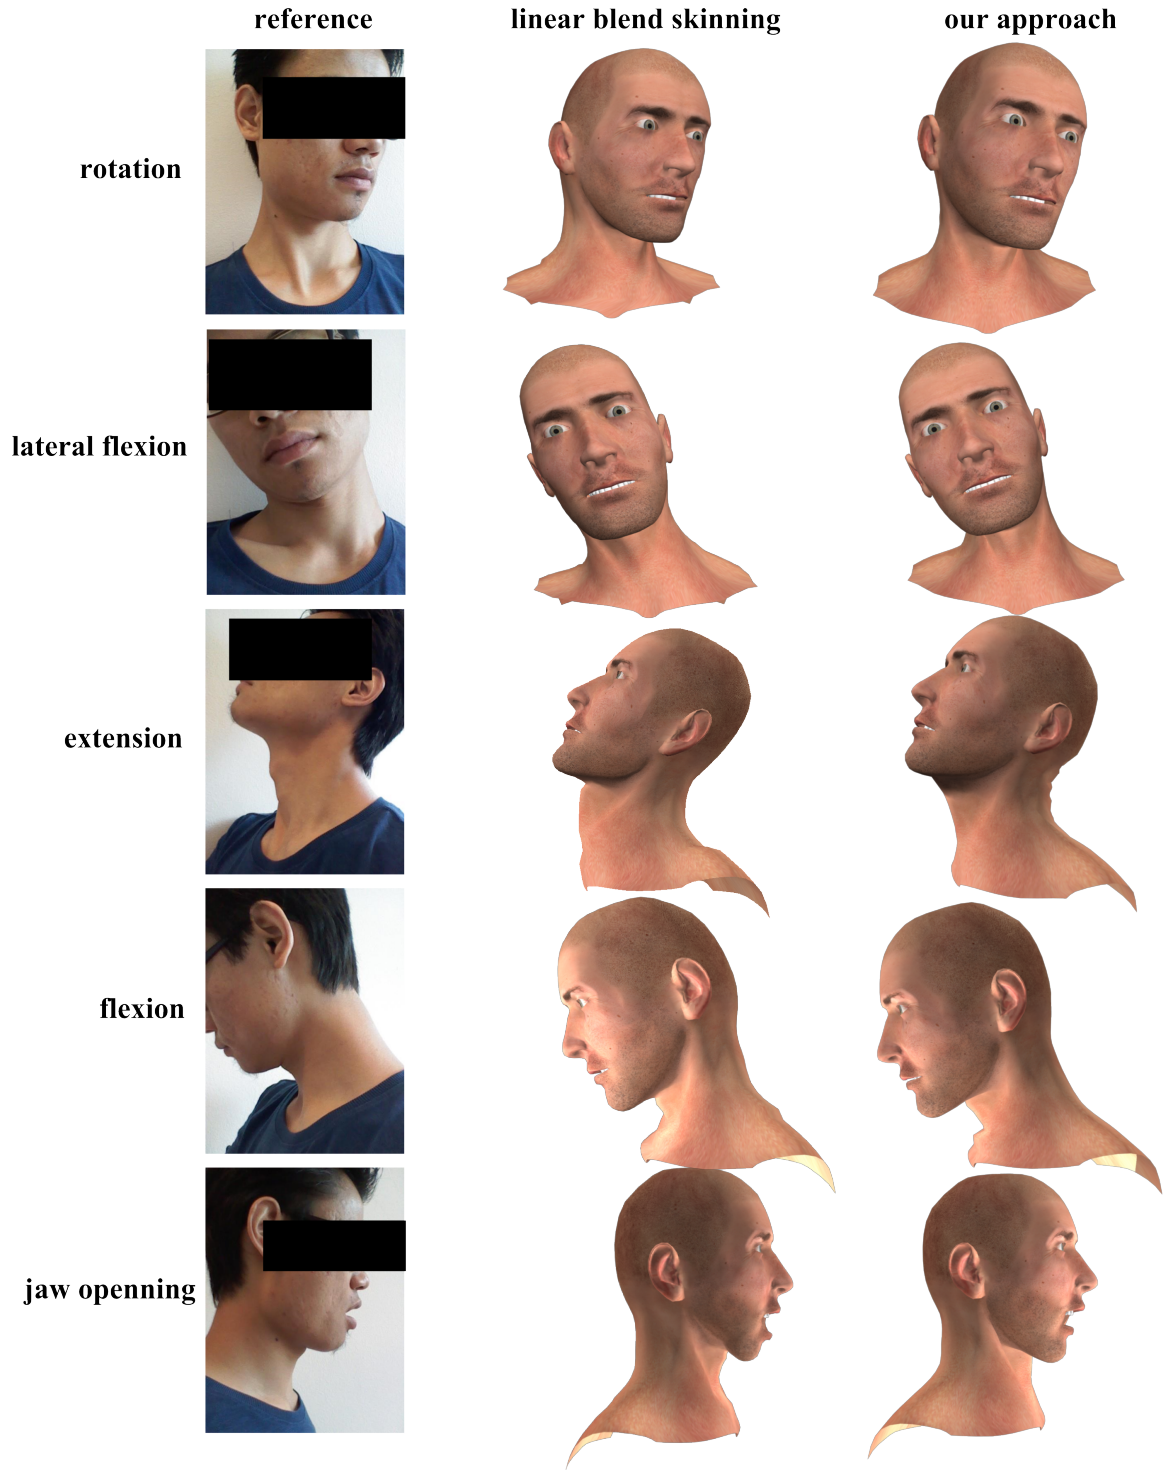 reference
linear blend skinning
our approach
rotation
lateral flexion
extension
flexion
jaw openning